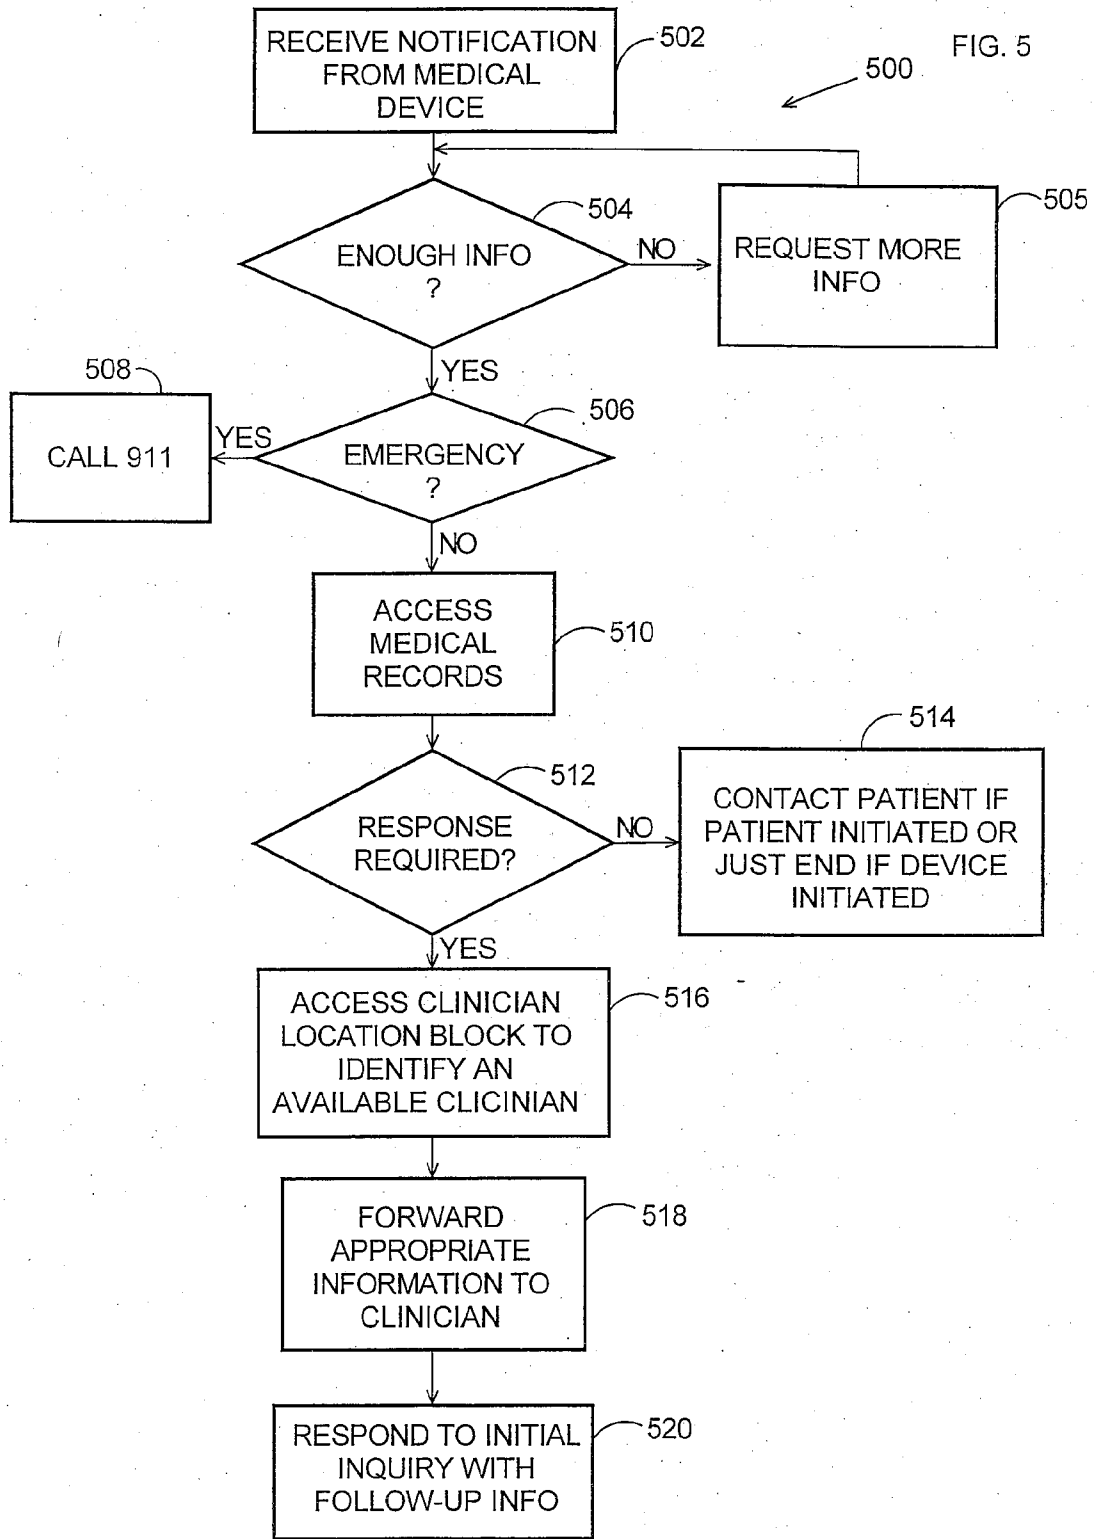 RECEIVE NOTIFICATION
FROM MEDICAL
DEVICE
502
FIG. 5
500
504
ENOUGH INFO
?
NO
505
REQUEST MORE
INFO
YES
508
CALL 911
YES
506
EMERGENCY
?
NO
ACCESS
MEDICAL
RECORDS
510
512
RESPONSE
REQUIRED?
NO
514
CONTACT PATIENT IF
PATIENT INITIATED OR
JUST END IF DEVICE
INITIATED
YES
ACCESS CLINICIAN
LOCATION BLOCK TO
IDENTIFY AN
AVAILABLE CLICINIAN
516
FORWARD
APPROPRIATE
INFORMATION TO
CLINICIAN
518
RESPOND TO INITIAL
INQUIRY WITH
FOLLOW-UP INFO
520